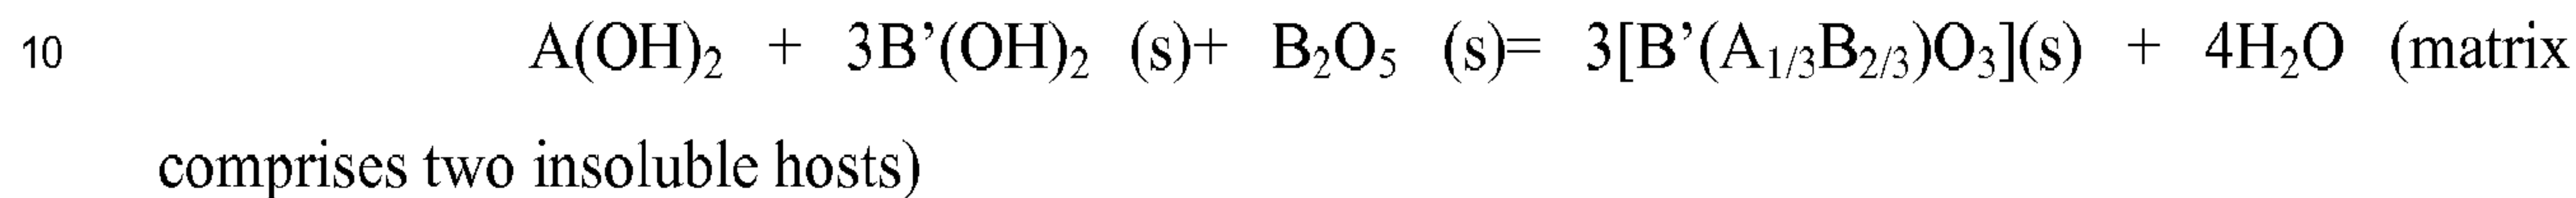 10 A(OH)₂ + 3B’(OH)₂ (s)+ B₂O₅ (s)= 3[B’(A₁/₃B₂/₃)O₃](s) + 4H₂O (matrix
comprises two insoluble hosts)